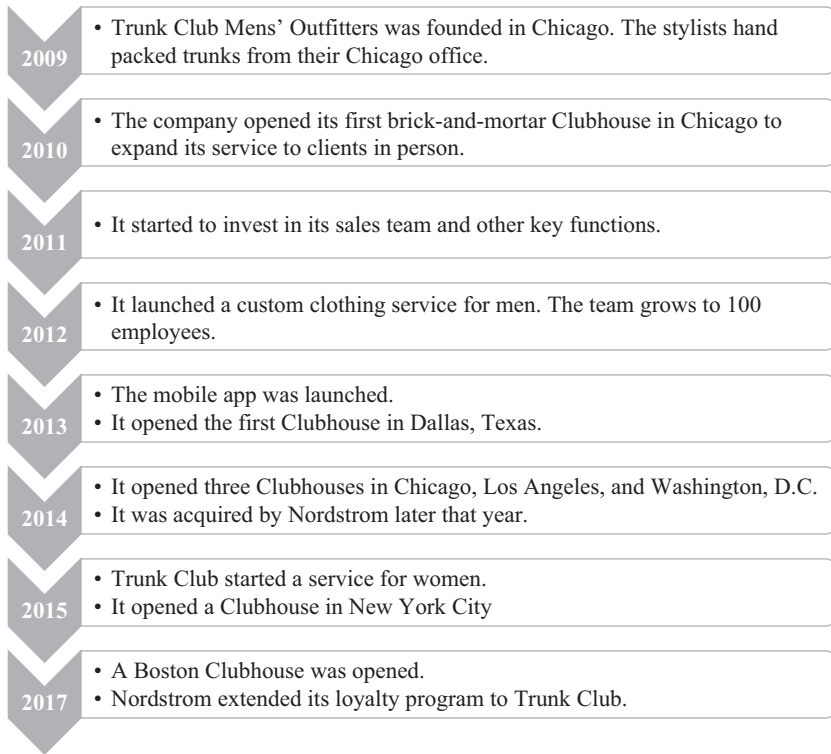 2009
• Trunk Club Mens’ Outfitters was founded in Chicago. The stylists hand
packed trunks from their Chicago office.
2010
• The company opened its first brick-and-mortar Clubhouse in Chicago to
expand its service to clients in person.
2011
• It started to invest in its sales team and other key functions.
2012
• It launched a custom clothing service for men. The team grows to 100
employees.
2013
• The mobile app was launched.
• It opened the first Clubhouse in Dallas, Texas.
2014
• It opened three Clubhouses in Chicago, Los Angeles, and Washington, D.C.
• It was acquired by Nordstrom later that year.
2015
• Trunk Club started a service for women.
• It opened a Clubhouse in New York City
2017
• A Boston Clubhouse was opened.
• Nordstrom extended its loyalty program to Trunk Club.